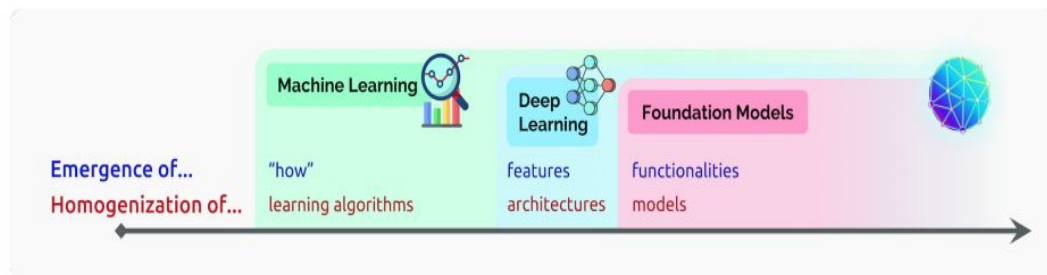 Machine Learning
Deep
Learning
Foundation Models
Emergence of... “how” features functionalities
Homogenization of... learning algorithms architectures models